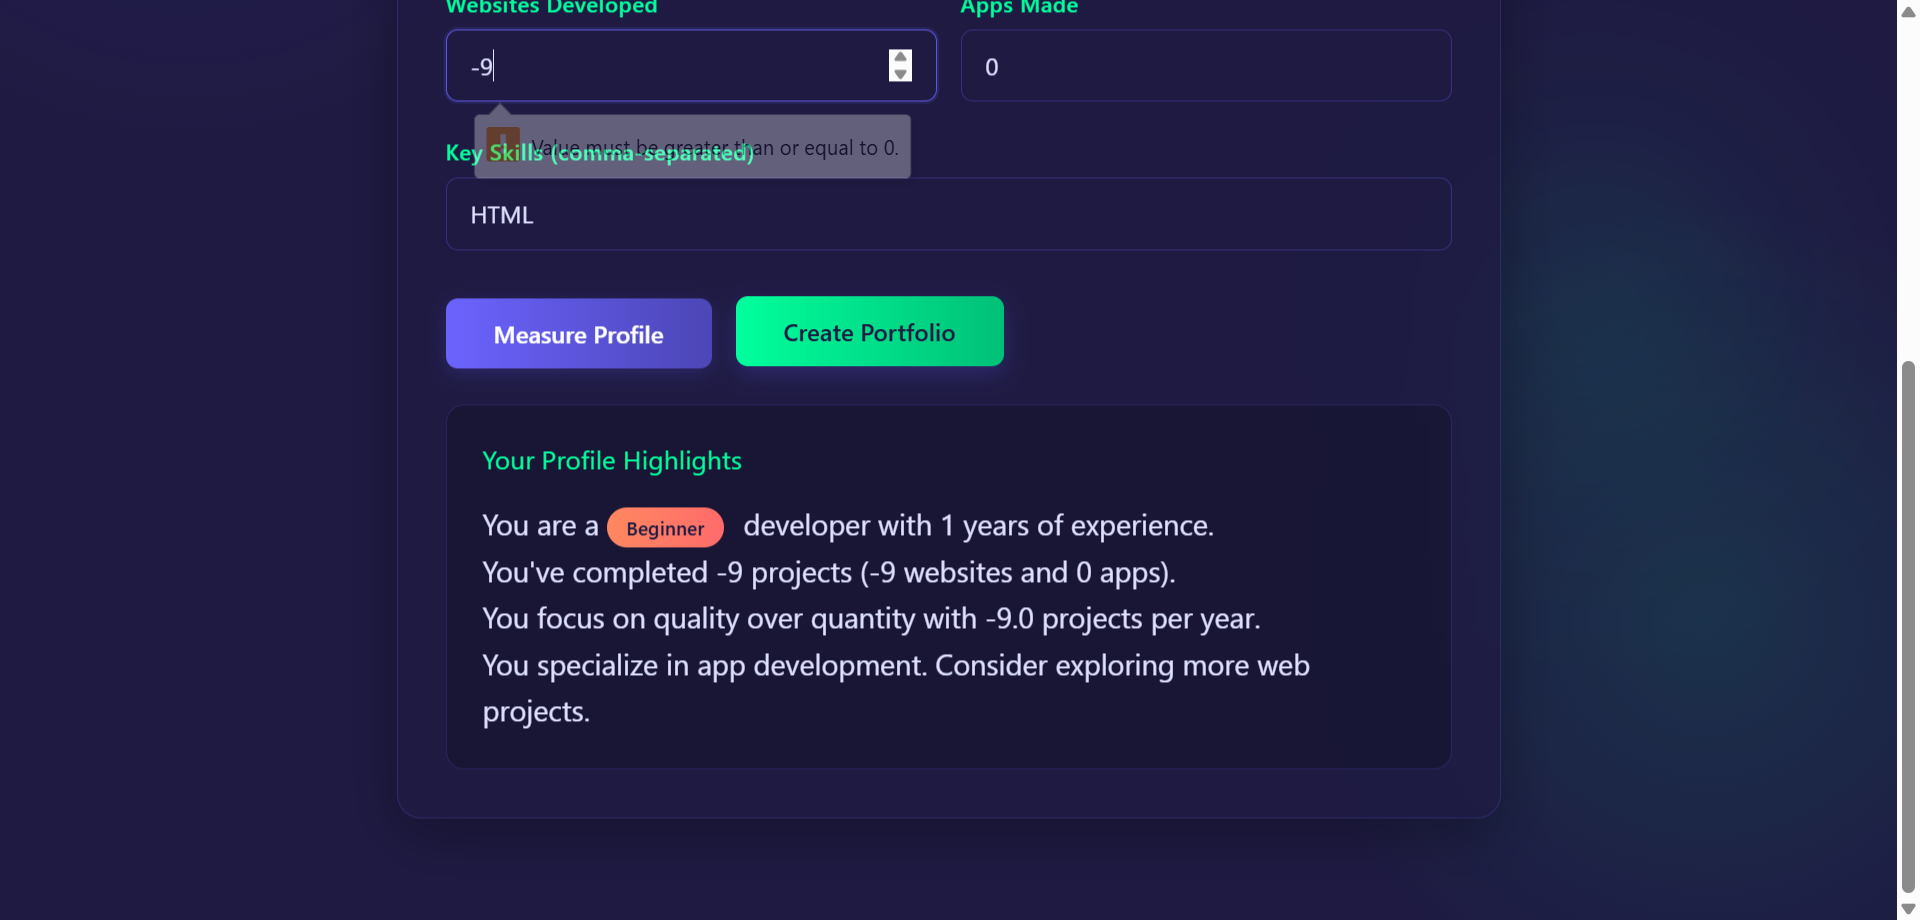 Websites Developed
Apps Made
-9
0
Value must be greater than or equal to 0.
Key Skills (comma-separated)
HTML
Measure Profile
Create Portfolio
Your Profile Highlights
You are a Beginner developer with 1 years of experience.
You've completed -9 projects (-9 websites and 0 apps).
You focus on quality over quantity with -9.0 projects per year.
You specialize in app development. Consider exploring more web
projects.